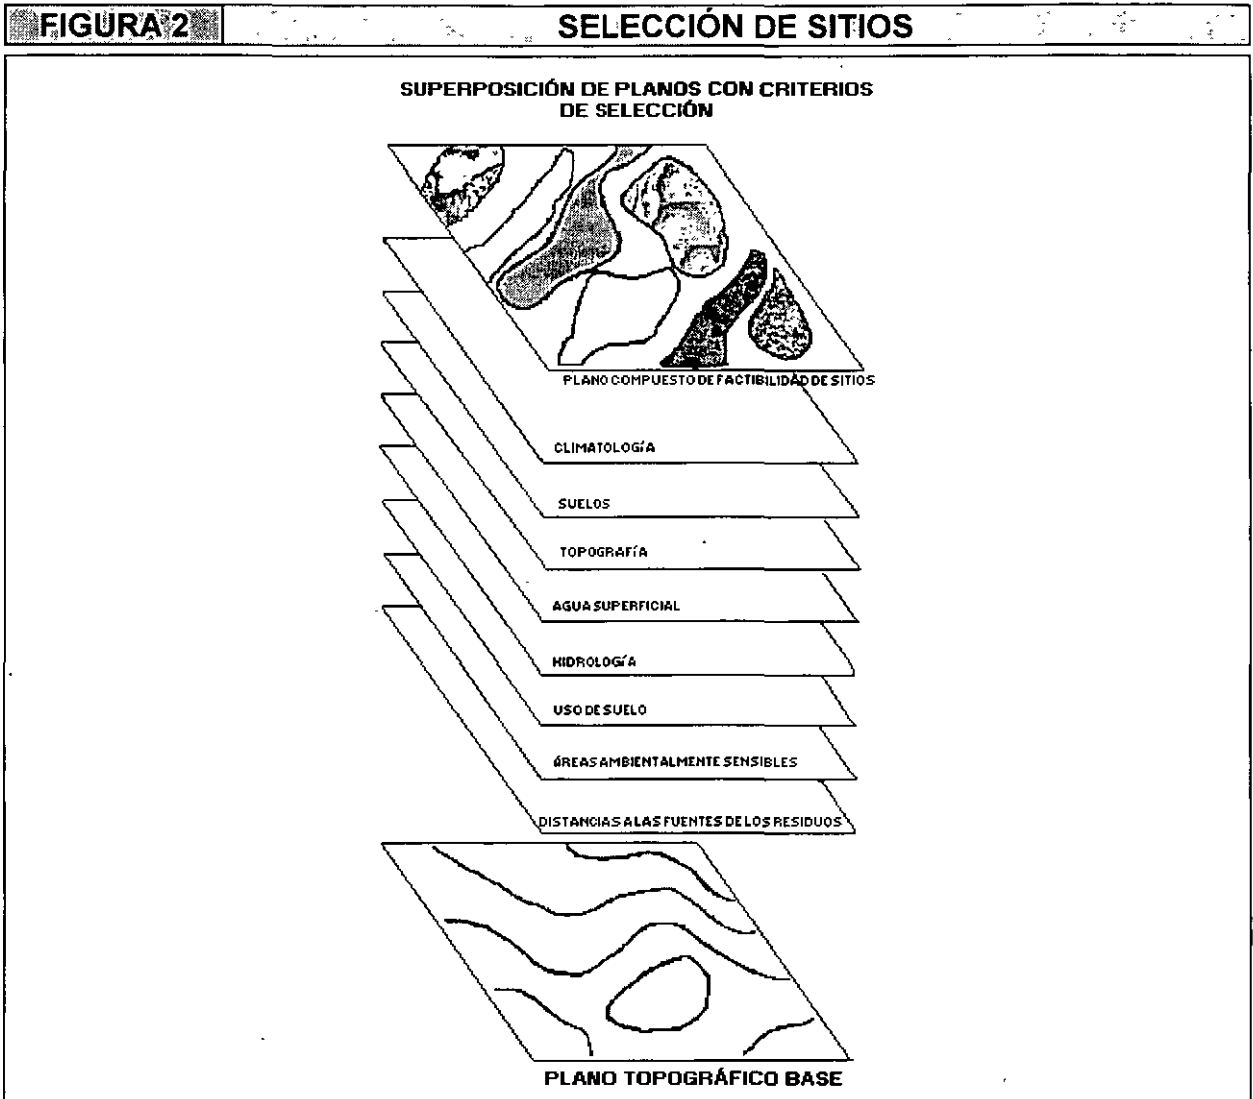 FIGURA 2
SELECCIÓN DE SITIOS
SUPERPOSICIÓN DE PLANOS CON CRITERIOS
DE SELECCIÓN
PLANO COMPUESTO DE FACTIBILIDAD DE SITIOS
CLIMATOLOGÍA
SUELOS
TOPOGRAFÍA
AGUA SUPERFICIAL
HIDROLOGÍA
USO DE SUELO
ÁREAS AMBIENTALMENTE SENSIBLES
DISTANCIAS A LAS FUENTES DE LOS RESIDUOS
PLANO TOPOGRÁFICO BASE